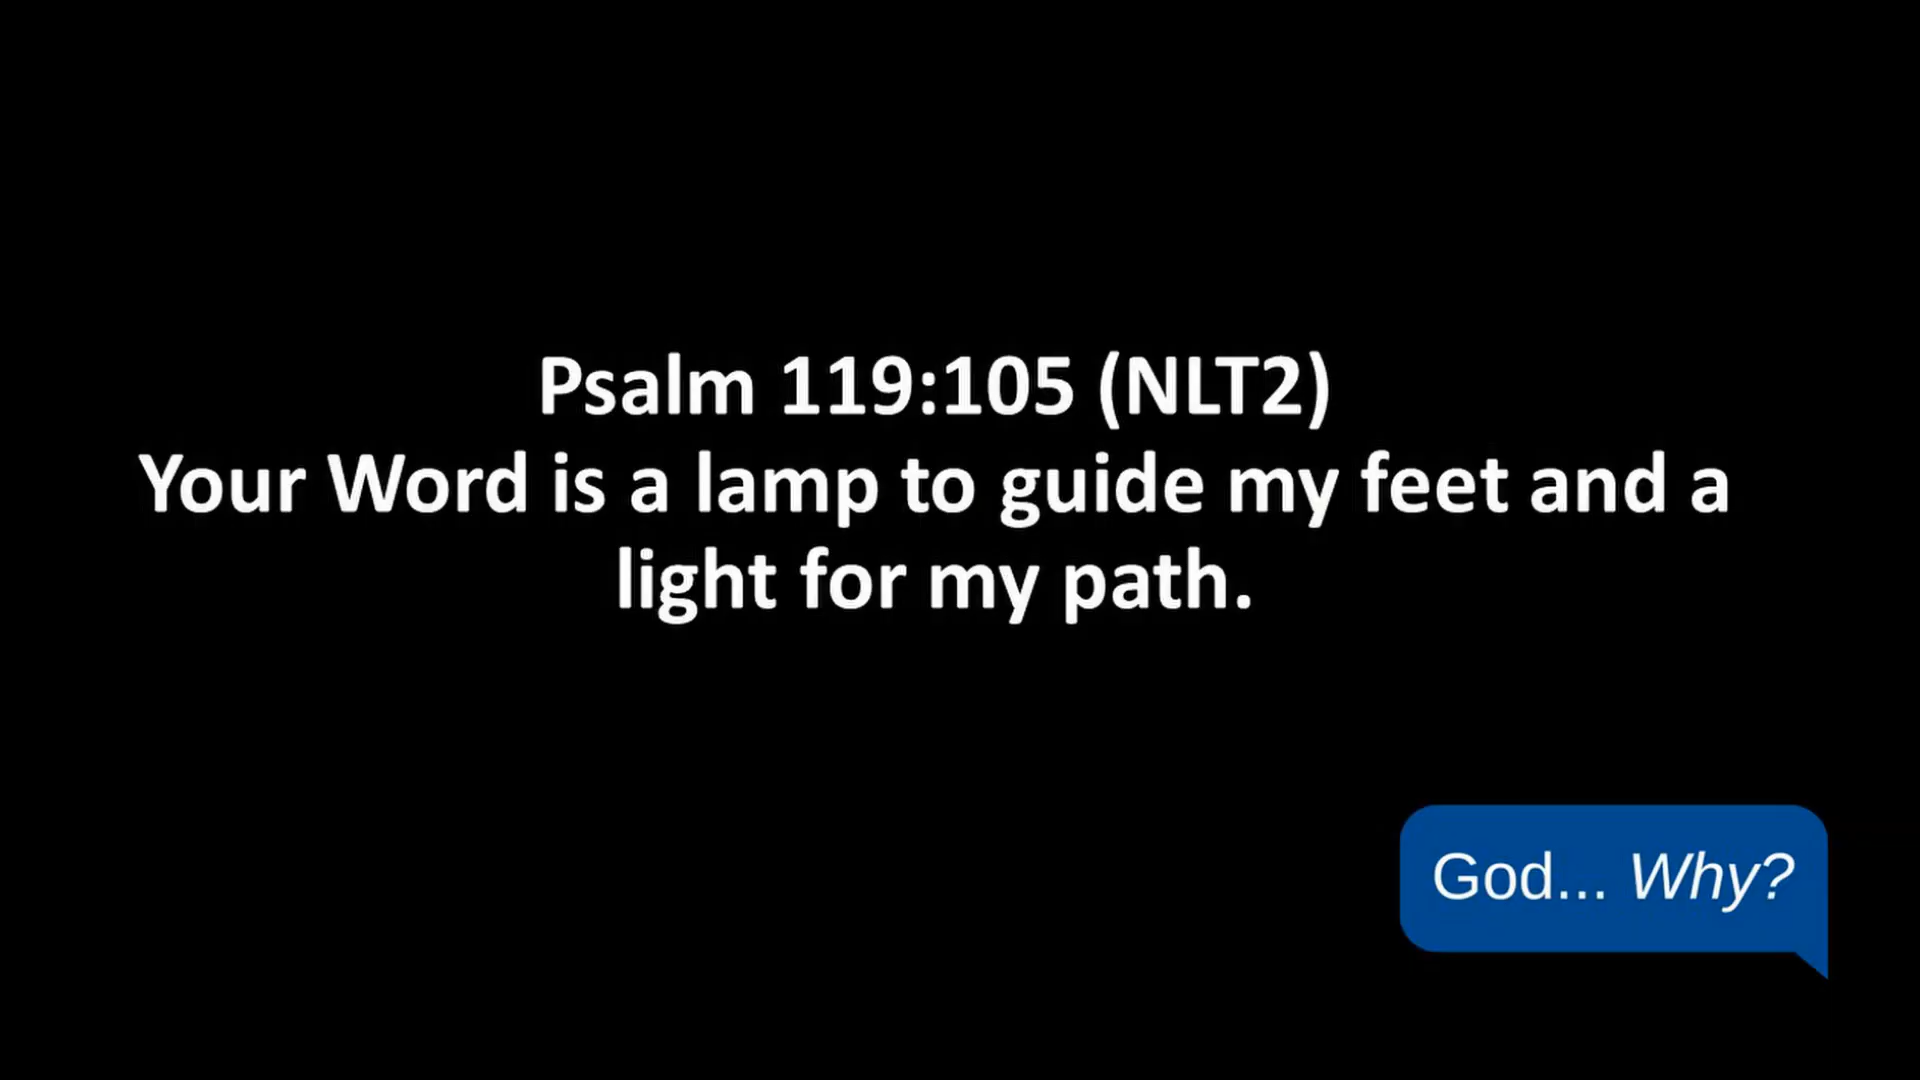 Psalm 119:105 (NLT2)
Your Word is a lamp to guide my feet and a
light for my path.
God... Why?